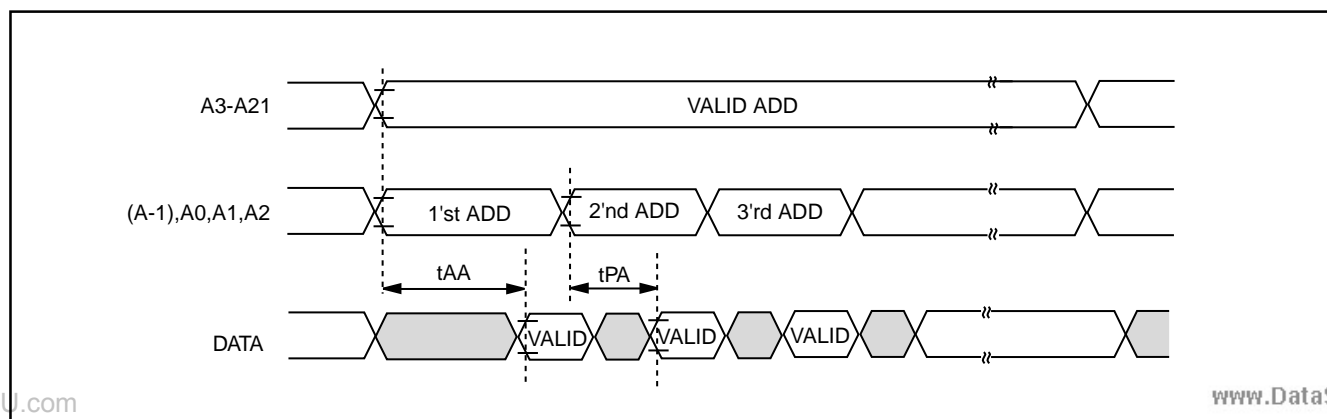 A3-A21
VALID ADD
(A-1),A0,A1,A2
1'st ADD
2'nd ADD
3'rd ADD
tAA
tPA
DATA
VALID
VALID
VALID
U.com
www.DataS